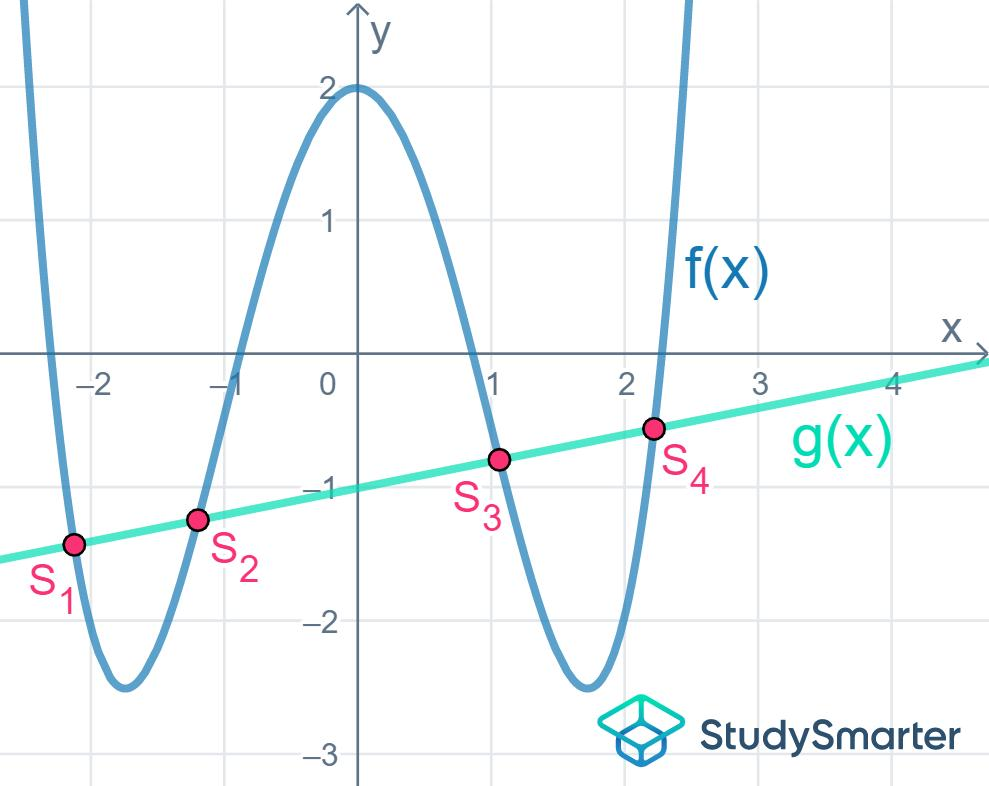 y
2
1
f(x)
x
–2
–1
0
1
2
3
4
g(x)
–1
S4
S3
S2
S1
–2
StudySmarter
–3